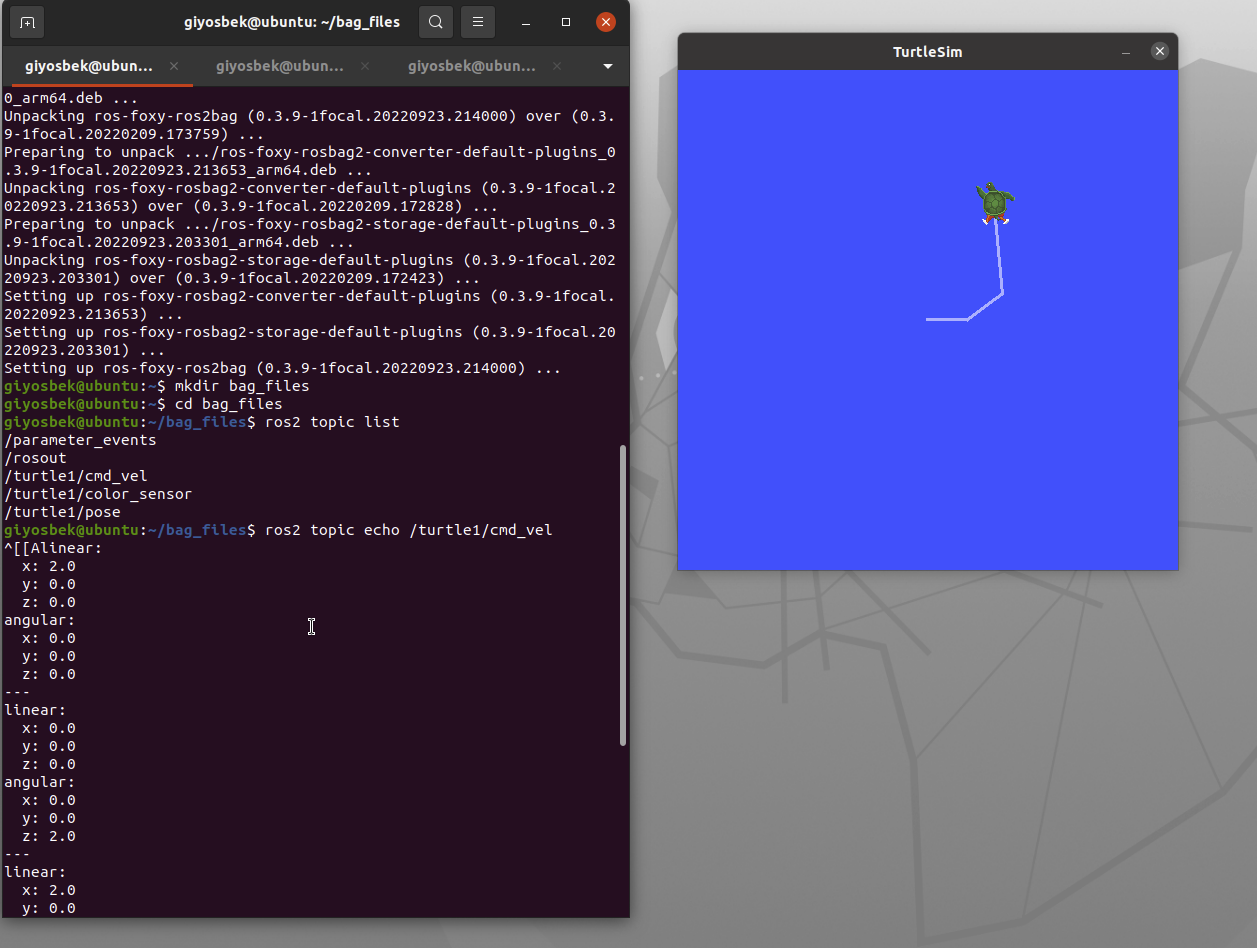 giyosbek@ubuntu: ~/bag_files
giyosbek@ubun...
giyosbek@ubun...
giyosbek@ubun...
0_arm64.deb ...
Unpacking ros-foxy-ros2bag (0.3.9-1focal.20220923.214000) over (0.3.
9-1focal.20220209.173759) ...
Preparing to unpack .../ros-foxy-rosbag2-converter-default-plugins_0
.3.9-1focal.20220923.213653_arm64.deb ...
Unpacking ros-foxy-rosbag2-converter-default-plugins (0.3.9-1focal.2
0220923.213653) over (0.3.9-1focal.20220209.172828) ...
Preparing to unpack .../ros-foxy-rosbag2-storage-default-plugins_0.3
.9-1focal.20220923.203301_arm64.deb ...
Unpacking ros-foxy-rosbag2-storage-default-plugins (0.3.9-1focal.202
20923.203301) over (0.3.9-1focal.20220209.172423) ...
Setting up ros-foxy-rosbag2-converter-default-plugins (0.3.9-1focal.
20220923.213653) ...
Setting up ros-foxy-rosbag2-storage-default-plugins (0.3.9-1focal.20
220923.203301) ...
Setting up ros-foxy-ros2bag (0.3.9-1focal.20220923.214000) ...
giyosbek@ubuntu:~$ mkdir bag_files
giyosbek@ubuntu:~$ cd bag_files
giyosbek@ubuntu:~/bag_files$ ros2 topic list
/parameter_events
/rosout
/turtle1/cmd_vel
/turtle1/color_sensor
/turtle1/pose
giyosbek@ubuntu:~/bag_files$ ros2 topic echo /turtle1/cmd_vel
^[[Alinear:
  x: 2.0
  y: 0.0
  z: 0.0
angular:
  x: 0.0
  y: 0.0
  z: 0.0
---
linear:
  x: 0.0
  y: 0.0
  z: 0.0
angular:
  x: 0.0
  y: 0.0
  z: 2.0
---
linear:
  x: 2.0
  y: 0.0
TurtleSim